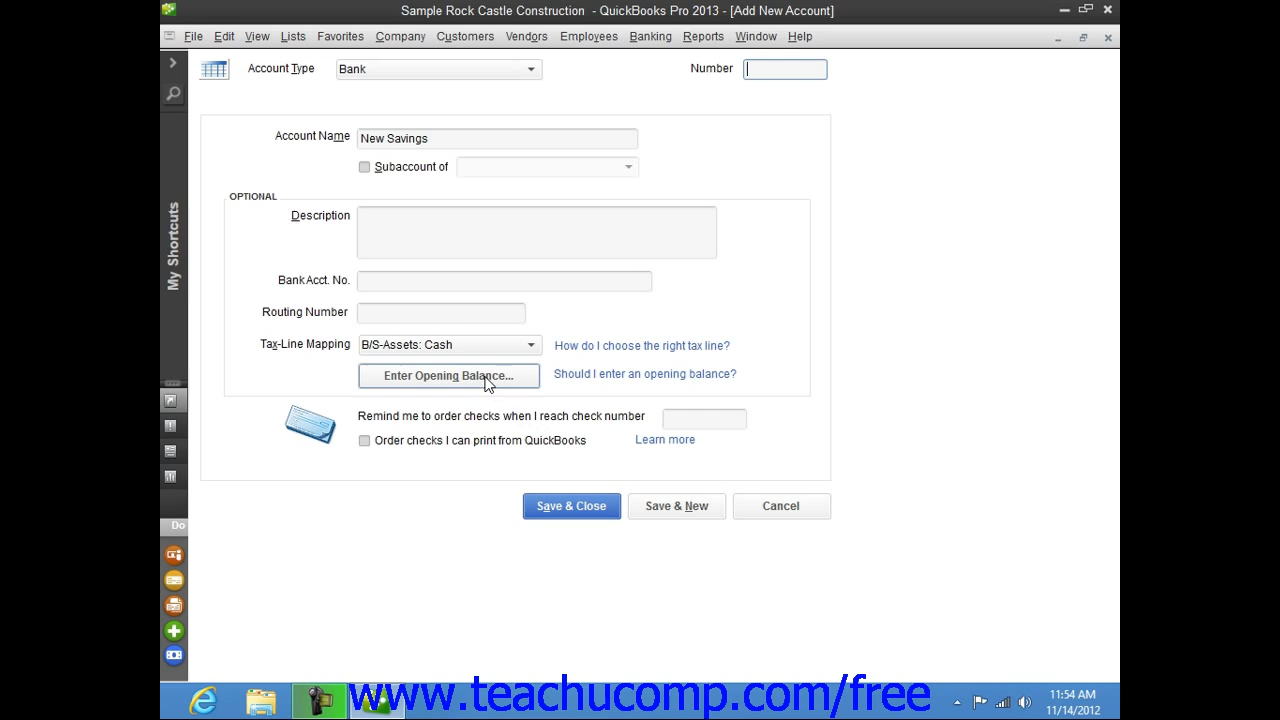 Sample Rock Castle Construction - QuickBooks Pro 2013 - [Add New Account]
File Edit View Lists Favorites Company Customers Vendors Employees Banking Reports Window Help
Account Type Bank Number
Account Name New Savings
Subaccount of
OPTIONAL
Description
My Shortcuts
Bank Acct. No.
Routing Number
Tax-Line Mapping B/S-Assets: Cash How do I choose the right tax line?
Enter Opening Balance... Should I enter an opening balance?
Remind me to order checks when I reach check number
Order checks I can print from QuickBooks Learn more
Save & Close Save & New Cancel
Do
www.teachucomp.com/free
11:54 AM
11/14/2012